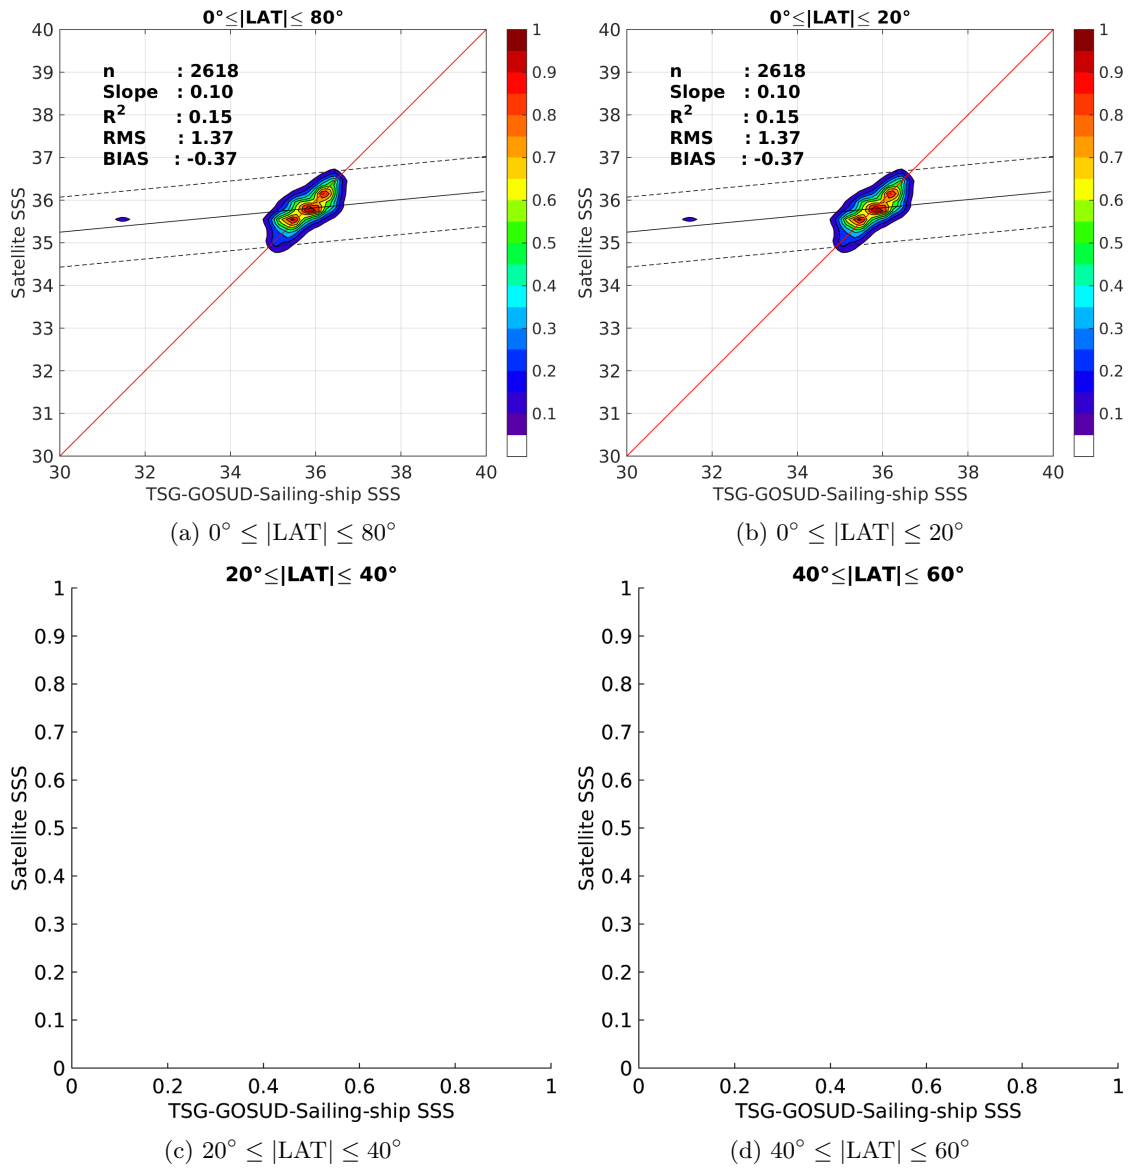 0°≤|LAT|≤ 80°
40
39
38
37
36
35
34
33
32
31
30
Satellite SSS
n : 2618
Slope : 0.10
R² : 0.15
RMS : 1.37
BIAS : -0.37
30 32 34 36 38 40
TSG-GOSUD-Sailing-ship SSS
1
0.9
0.8
0.7
0.6
0.5
0.4
0.3
0.2
0.1
(a) 0° ≤ |LAT| ≤ 80°
0°≤|LAT|≤ 20°
40
39
38
37
36
35
34
33
32
31
30
Satellite SSS
n : 2618
Slope : 0.10
R² : 0.15
RMS : 1.37
BIAS : -0.37
30 32 34 36 38 40
TSG-GOSUD-Sailing-ship SSS
1
0.9
0.8
0.7
0.6
0.5
0.4
0.3
0.2
0.1
(b) 0° ≤ |LAT| ≤ 20°
20°≤|LAT|≤ 40°
1
0.9
0.8
0.7
0.6
0.5
0.4
0.3
0.2
0.1
0
Satellite SSS
0 0.2 0.4 0.6 0.8 1
TSG-GOSUD-Sailing-ship SSS
(c) 20° ≤ |LAT| ≤ 40°
40°≤|LAT|≤ 60°
1
0.9
0.8
0.7
0.6
0.5
0.4
0.3
0.2
0.1
0
Satellite SSS
0 0.2 0.4 0.6 0.8 1
TSG-GOSUD-Sailing-ship SSS
(d) 40° ≤ |LAT| ≤ 60°